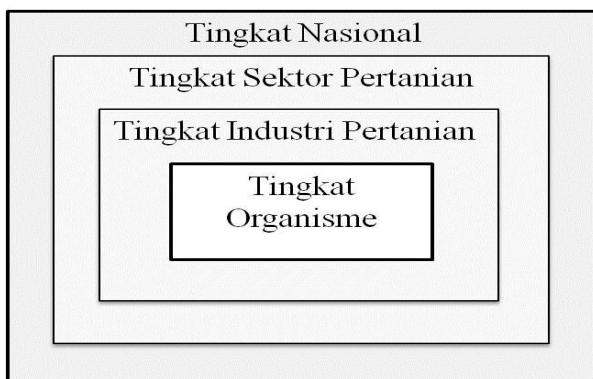 Tingkat Nasional
Tingkat Sektor Pertanian
Tingkat Industri Pertanian
Tingkat
Organisme